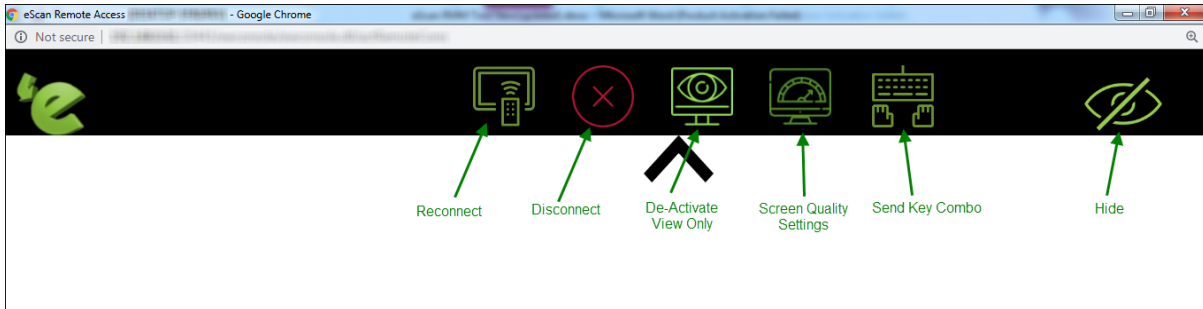 eScan Remote Access - Google Chrome
Not secure
Reconnect
Disconnect
De-Activate
View Only
Screen Quality
Settings
Send Key Combo
Hide